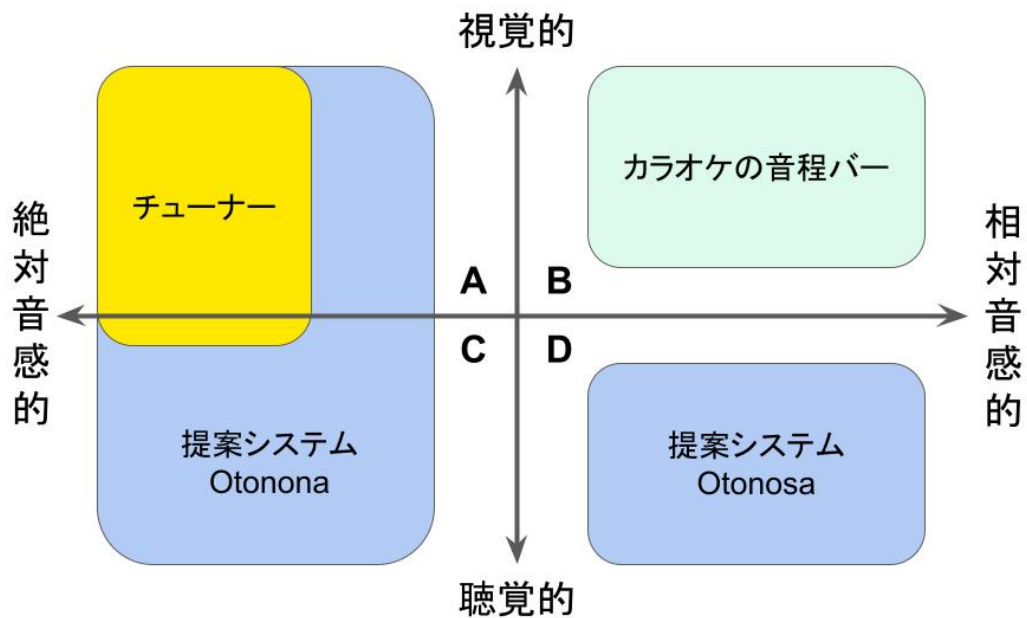 視覚的
チューナー
カラオケの音程バー
絶対音感的
相対音感的
A
B
C
D
提案システム
Otonona
提案システム
Otonosa
聴覚的